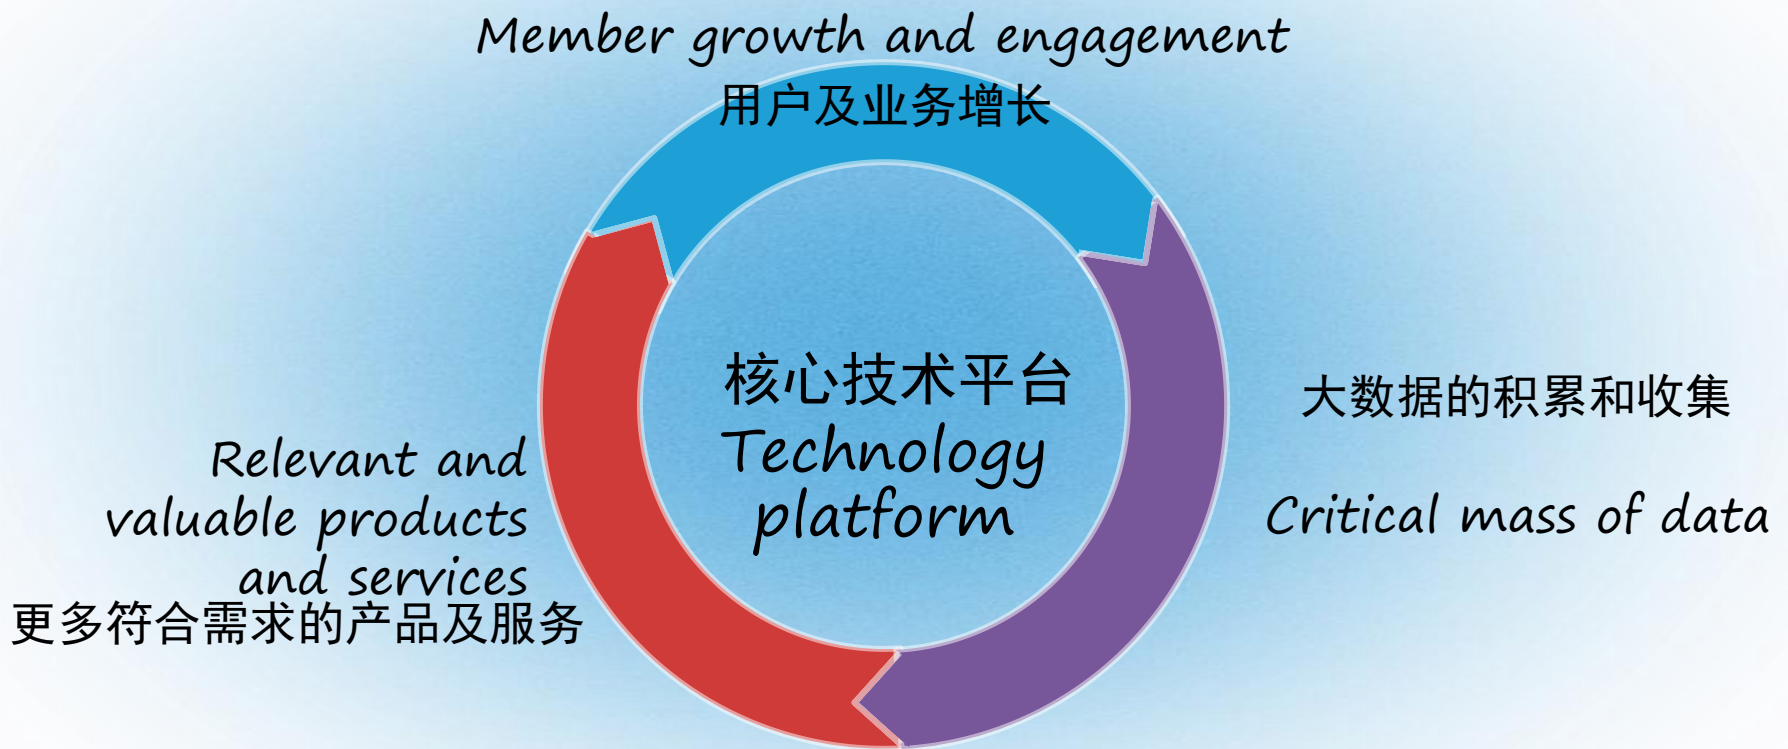 Member growth and engagement
用户及业务增长
核心技术平台
Technology
platform
大数据的积累和收集
Critical mass of data
Relevant and
valuable products
and services
更多符合需求的产品及服务